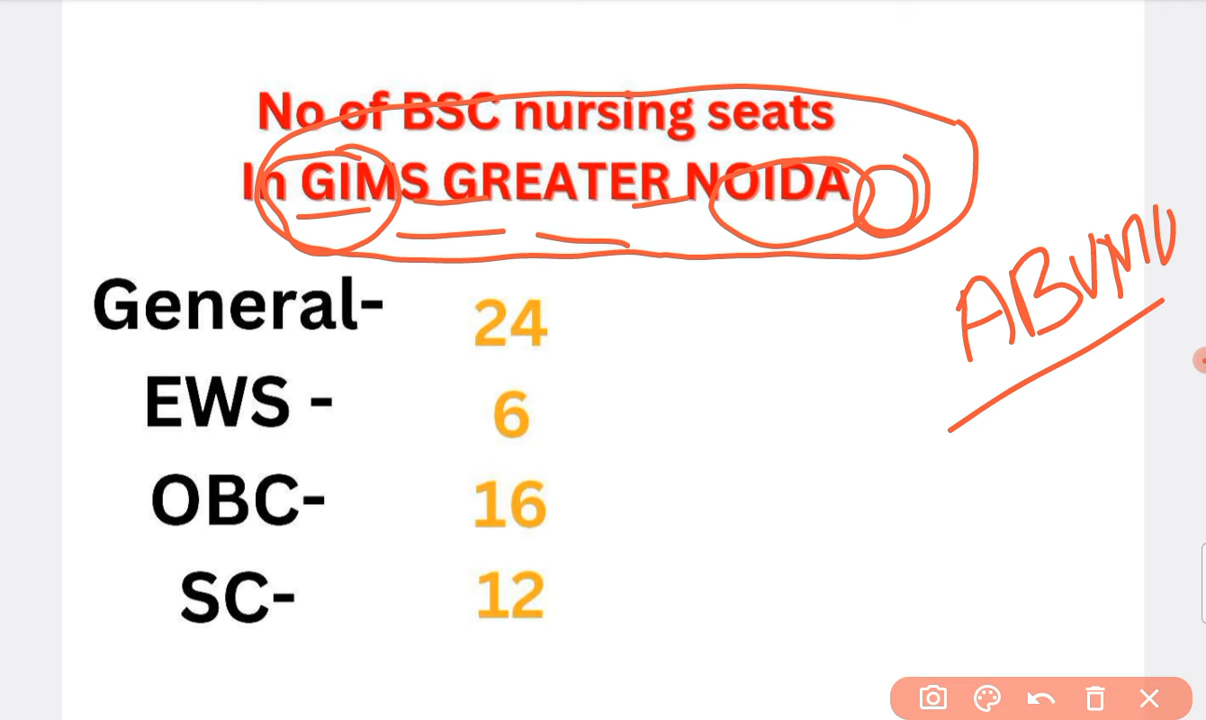 No of BSC nursing seats
In GIMS GREATER NOIDA
General- 24
EWS - 6
OBC- 16
SC- 12
ABVMU